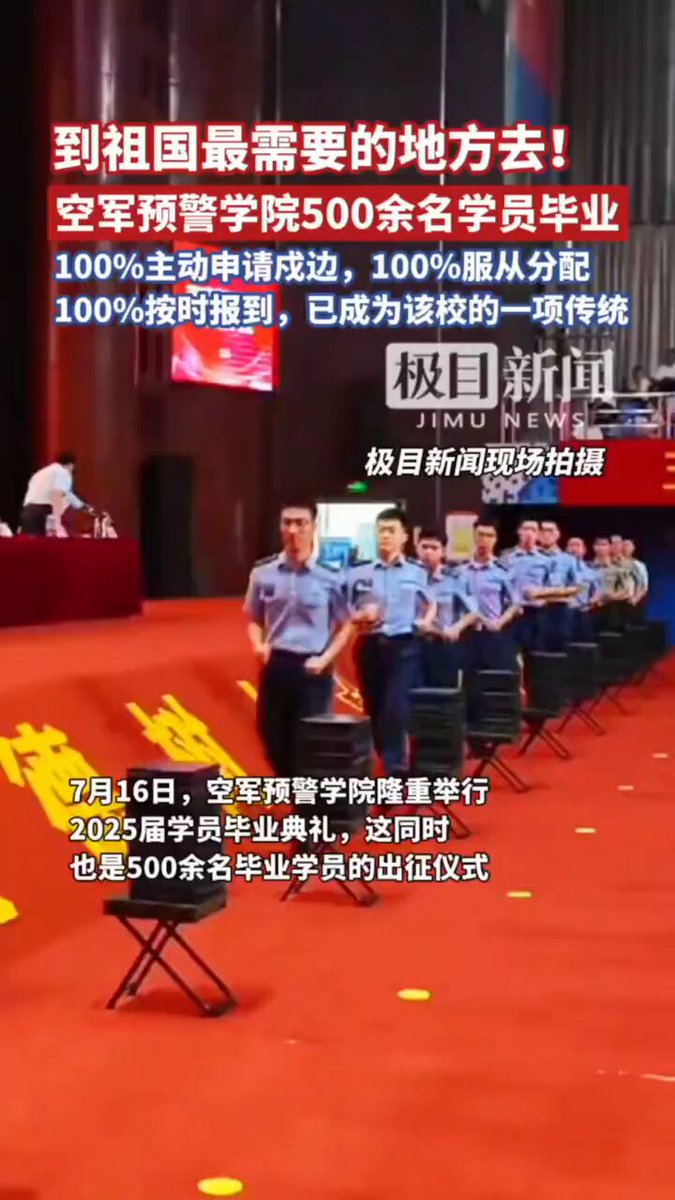 到祖国最需要的地方去！
空军预警学院500余名学员毕业
100%主动申请戍边，100%服从分配
100%按时报到，已成为该校的一项传统
极目新闻
JIMU NEWS
极目新闻现场拍摄
7月16日，空军预警学院隆重举行
2025届学员毕业典礼，这同时
也是500余名毕业学员的出征仪式